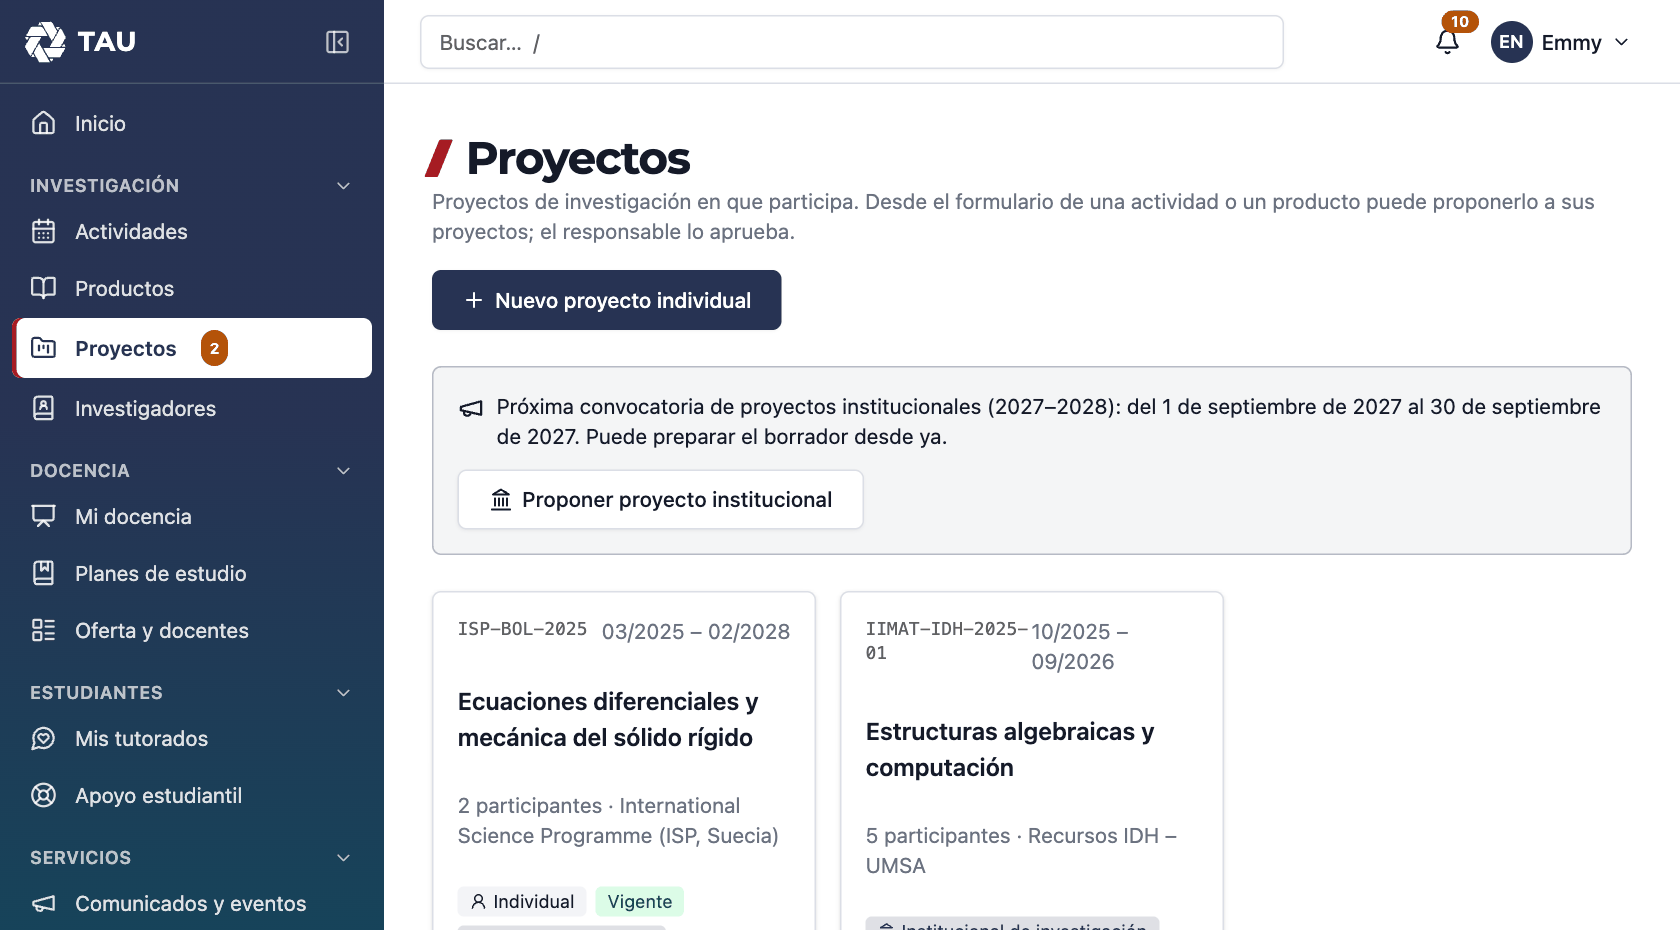 TAU
Buscar... /
10
EN Emmy
Inicio
INVESTIGACIÓN
Actividades
Productos
Proyectos 2
Investigadores
DOCENCIA
Mi docencia
Planes de estudio
Oferta y docentes
ESTUDIANTES
Mis tutorados
Apoyo estudiantil
SERVICIOS
Comunicados y eventos
Proyectos
Proyectos de investigación en que participa. Desde el formulario de una actividad o un producto puede proponerlo a sus
proyectos; el responsable lo aprueba.
+ Nuevo proyecto individual
Próxima convocatoria de proyectos institucionales (2027–2028): del 1 de septiembre de 2027 al 30 de septiembre
de 2027. Puede preparar el borrador desde ya.
Proponer proyecto institucional
ISP-BOL-2025 03/2025 – 02/2028
Ecuaciones diferenciales y
mecánica del sólido rígido
2 participantes · International
Science Programme (ISP, Suecia)
Individual Vigente
IIMAT-IDH-2025- 10/2025 –
01 09/2026
Estructuras algebraicas y
computación
5 participantes · Recursos IDH –
UMSA
Institucional de investigación